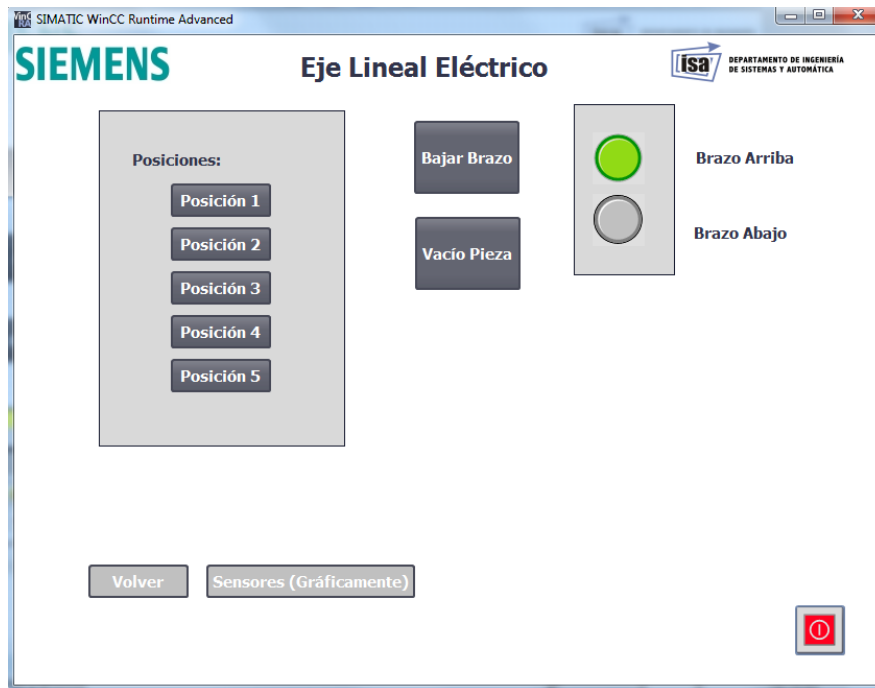 SIMATIC WinCC Runtime Advanced
SIEMENS
Eje Lineal Eléctrico
isa
DEPARTAMENTO DE INGENIERÍA
DE SISTEMAS Y AUTOMÁTICA
Posiciones:
Posición 1
Posición 2
Posición 3
Posición 4
Posición 5
Bajar Brazo
Vacío Pieza
Brazo Arriba
Brazo Abajo
Volver
Sensores (Gráficamente)